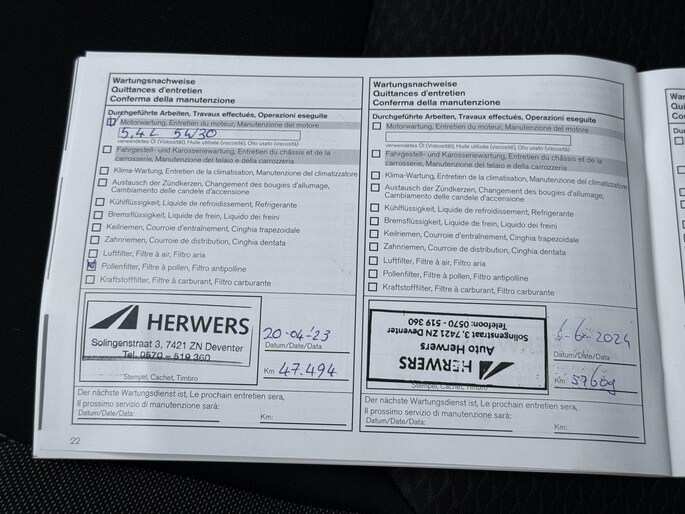 Wartungsnachweise
Quittances d'entretien
Conferma della manutenzione
Durchgeführte Arbeiten, Travaux effectués, Operazioni eseguite
Motorwartung, Entretien du moteur, Manutenzione del motore
5,4 L 5W30
verwendetes Öl (Viskosität), Huile utilisée (viscosité), Olio usato (viscosità)
Fahrgestell- und Karosseriewartung, Entretien du châssis et de la
carosserie, Manutenzione del telaio e della carrozzeria
Klima-Wartung, Entretien de la climatisation, Manutenzione del climatizzatore
Austausch der Zündkerzen, Changement des bougies d'allumage,
Cambiamento delle candele d'accensione
Kühlflüssigkeit, Liquide de refroidissement, Refrigerante
Bremsflüssigkeit, Liquide de frein, Liquido dei freini
Keilriemen, Courroie d'entraînement, Cinghia trapezoidale
Zahnriemen, Courroie de distribution, Cinghia dentata
Luftfilter, Filtre à air, Filtro aria
Pollenfilter, Filtre à pollen, Filtro antipolline
Kraftstofffilter, Filtre à carburant, Filtro carburante
HERWERS
Solingenstraat 3, 7421 ZN Deventer
Tel. 0570 - 519 360
Stempel, Cachet, Timbro
20-04-'23
Datum/Date/Data
Km 47.494
Der nächste Wartungsdienst ist, Le prochain entretien sera,
Il prossimo servizio di manutenzione sarà:
Datum/Date/Data: Km:
22
Wartungsnachweise
Quittances d'entretien
Conferma della manutenzione
Durchgeführte Arbeiten, Travaux effectués, Operazioni eseguite
Motorwartung, Entretien du moteur, Manutenzione del motore
verwendetes Öl (Viskosität), Huile utilisée (viscosité), Olio usato (viscosità)
Fahrgestell- und Karosseriewartung, Entretien du châssis et de la
carosserie, Manutenzione del telaio e della carrozzeria
Klima-Wartung, Entretien de la climatisation, Manutenzione del climatizzatore
Austausch der Zündkerzen, Changement des bougies d'allumage,
Cambiamento delle candele d'accensione
Kühlflüssigkeit, Liquide de refroidissement, Refrigerante
Bremsflüssigkeit, Liquide de frein, Liquido dei freini
Keilriemen, Courroie d'entraînement, Cinghia trapezoidale
Zahnriemen, Courroie de distribution, Cinghia dentata
Luftfilter, Filtre à air, Filtro aria
Pollenfilter, Filtre à pollen, Filtro antipolline
Kraftstofffilter, Filtre à carburant, Filtro carburante
HERWERS
Auto Herwers
Solingenstraat 3, 7421 ZN Deventer
Telefoon: 0570 - 519 360
Stempel, Cachet, Timbro
6-6-2024
Datum/Date/Data
Km 57609
Der nächste Wartungsdienst ist, Le prochain entretien sera,
Il prossimo servizio di manutenzione sarà:
Datum/Date/Data: Km: